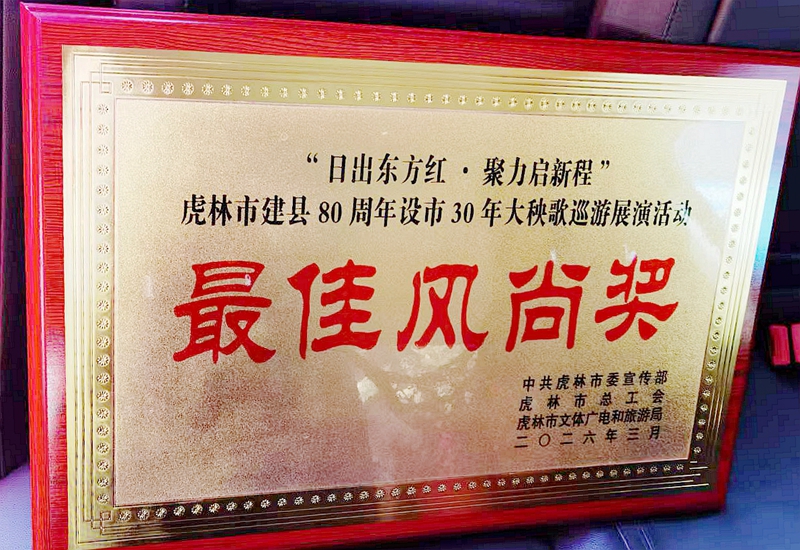 “日出东方红·聚力启新程”
虎林市建县80周年设市30年大秧歌巡游展演活动
最佳风尚奖
中共虎林市委宣传部
虎林市总工会
虎林市文体广电和旅游局
二〇二六年三月